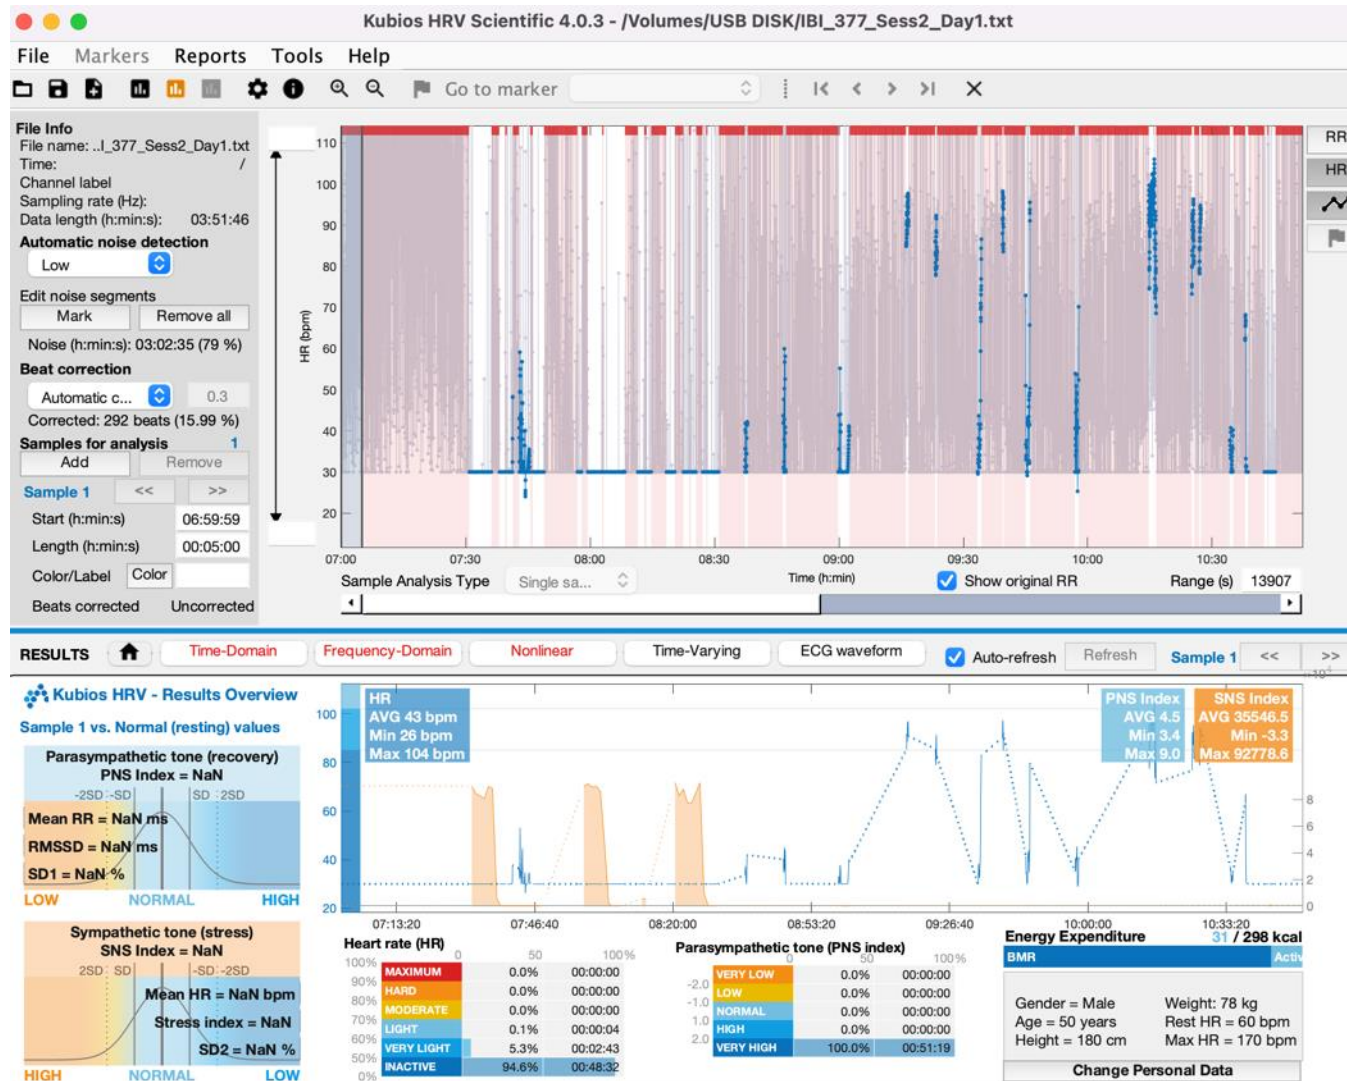 Kubios HRV Scientific 4.0.3 - /Volumes/USB DISK/IBI_377_Sess2_Day1.txt
File Markers Reports Tools Help
Go to marker
File Info
File name: ..I_377_Sess2_Day1.txt
Time: /
Channel label
Sampling rate (Hz):
Data length (h:min:s): 03:51:46
Automatic noise detection
Low
Edit noise segments
Mark Remove all
Noise (h:min:s): 03:02:35 (79 %)
Beat correction
Automatic c... 0.3
Corrected: 292 beats (15.99 %)
Samples for analysis 1
Add Remove
Sample 1 << >>
Start (h:min:s) 06:59:59
Length (h:min:s) 00:05:00
Color/Label Color
Beats corrected Uncorrected
HR (bpm)
110
100
90
80
70
60
50
40
30
20
07:00 07:30 08:00 08:30 09:00 09:30 10:00 10:30
Time (h:min)
RR
HR
Sample Analysis Type Single sa... Show original RR Range (s) 13907
RESULTS Time-Domain Frequency-Domain Nonlinear Time-Varying ECG waveform Auto-refresh Refresh Sample 1 << >>
Kubios HRV - Results Overview
Sample 1 vs. Normal (resting) values
Parasympathetic tone (recovery)
PNS Index = NaN
-2SD -SD SD 2SD
Mean RR = NaN ms
RMSSD = NaN ms
SD1 = NaN %
LOW NORMAL HIGH
Sympathetic tone (stress)
SNS Index = NaN
2SD SD -SD -2SD
Mean HR = NaN bpm
Stress index = NaN
SD2 = NaN %
HIGH NORMAL LOW
HR
AVG 43 bpm
Min 26 bpm
Max 104 bpm
PNS Index
AVG 4.5
Min 3.4
Max 9.0
SNS Index
AVG 35546.5
Min -3.3
Max 92778.6
100
80
60
40
20
8
6
4
2
0
07:13:20 07:46:40 08:20:00 08:53:20 09:26:40 10:00:00 10:33:20
Heart rate (HR) 0 50 100%
100%
MAXIMUM 0.0% 00:00:00
90%
HARD 0.0% 00:00:00
80%
MODERATE 0.0% 00:00:00
70%
LIGHT 0.1% 00:00:04
60%
VERY LIGHT 5.3% 00:02:43
50%
INACTIVE 94.6% 00:48:32
0%
Parasympathetic tone (PNS index)
0 50 100%
VERY LOW 0.0% 00:00:00
-2.0
LOW 0.0% 00:00:00
-1.0
NORMAL 0.0% 00:00:00
1.0
HIGH 0.0% 00:00:00
2.0
VERY HIGH 100.0% 00:51:19
Energy Expenditure 31 / 298 kcal
BMR Activ
Gender = Male Weight: 78 kg
Age = 50 years Rest HR = 60 bpm
Height = 180 cm Max HR = 170 bpm
Change Personal Data